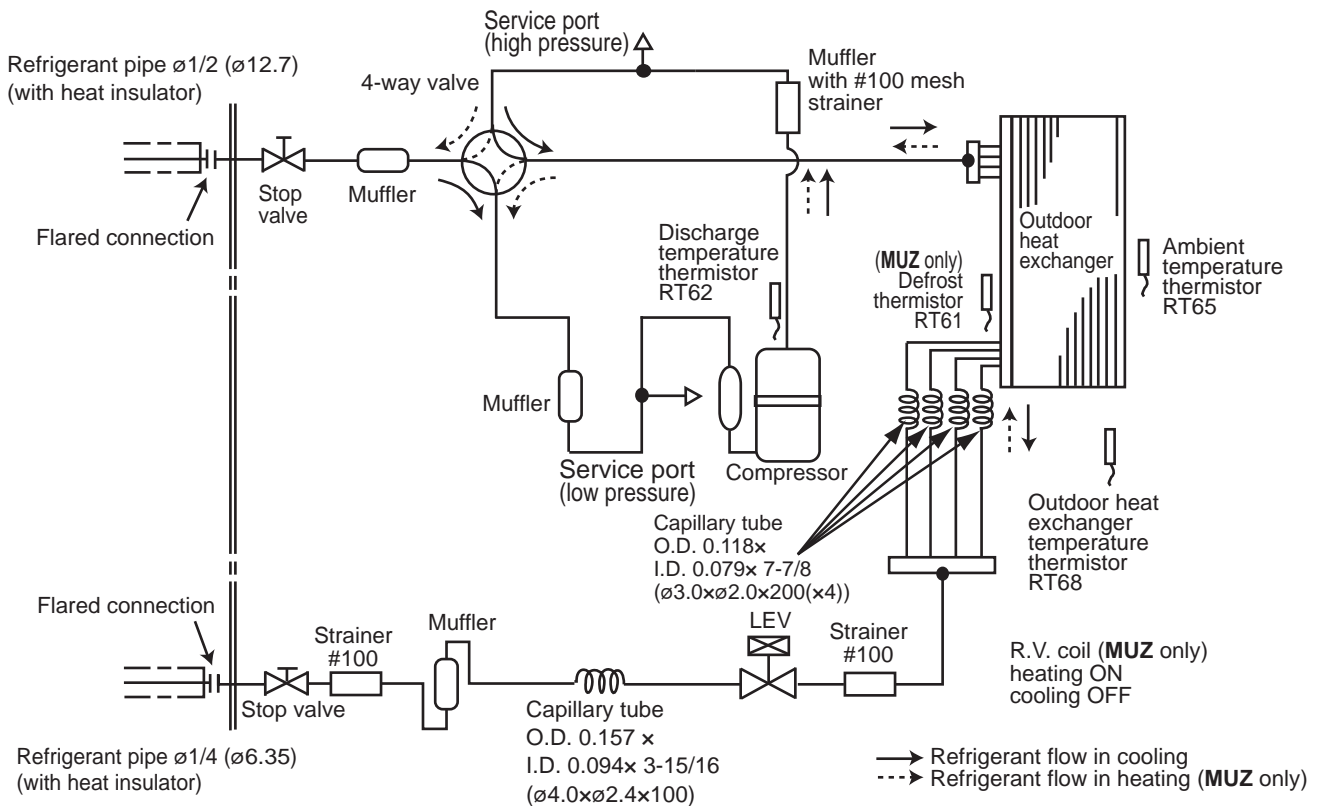 Service port
(high pressure)
Refrigerant pipe ø1/2 (ø12.7)
(with heat insulator)
4-way valve
Muffler
with #100 mesh
strainer
Stop
valve
Muffler
Flared connection
Discharge
temperature
thermistor
RT62
(MUZ only)
Defrost
thermistor
RT61
Outdoor
heat
exchanger
Ambient
temperature
thermistor
RT65
Muffler
Service port
(low pressure)
Compressor
Capillary tube
O.D. 0.118×
I.D. 0.079× 7-7/8
(ø3.0×ø2.0×200(×4))
Outdoor heat
exchanger
temperature
thermistor
RT68
Flared connection
Strainer
#100
Muffler
LEV
Strainer
#100
R.V. coil (MUZ only)
heating ON
cooling OFF
Stop valve
Capillary tube
O.D. 0.157 ×
I.D. 0.094× 3-15/16
(ø4.0×ø2.4×100)
Refrigerant pipe ø1/4 (ø6.35)
(with heat insulator)
Refrigerant flow in cooling
Refrigerant flow in heating (MUZ only)